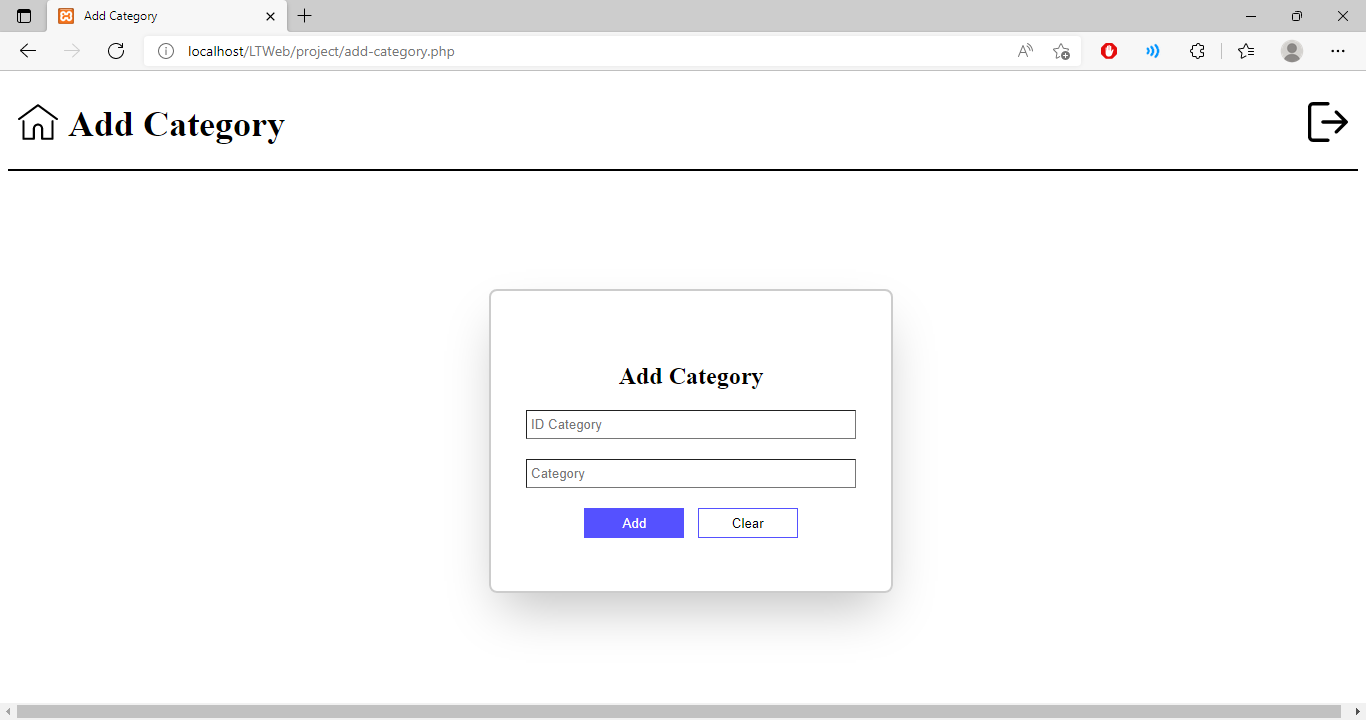 Add Category
localhost/LTWeb/project/add-category.php
Add Category
Add Category
ID Category
Category
Add
Clear